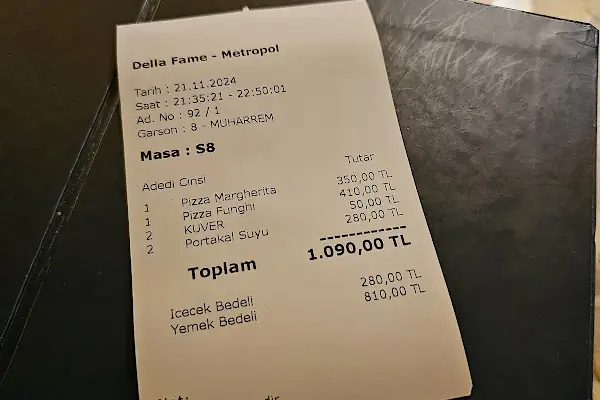 Della Fame - Metropol
Tarih : 21.11.2024
Saat : 21:35:21 - 22:50:01
Ad. No : 92 / 1
Garson : 8 - MUHARREM
Masa : S8
Adedi Cinsi Tutar
1 Pizza Margherita 350,00 TL
1 Pizza Funghi 410,00 TL
2 KUVER 50,00 TL
2 Portakal Suyu 280,00 TL
------------
Toplam 1.090,00 TL
Icecek Bedeli 280,00 TL
Yemek Bedeli 810,00 TL